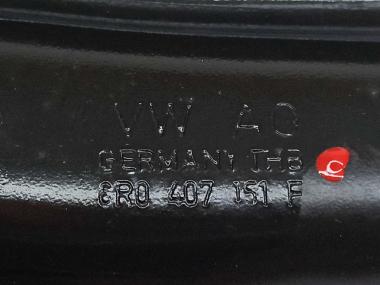 VW AG
GERMANY THB
6R0 407 151 F